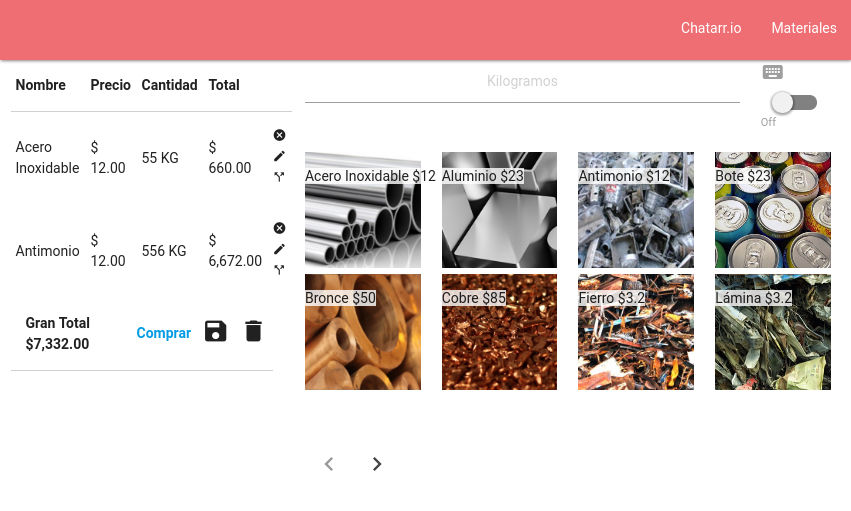 Chatarr.io Materiales
Nombre Precio Cantidad Total
Kilogramos
Off
Acero
Inoxidable
$
12.00
55 KG
$
660.00
Antimonio
$
12.00
556 KG
$
6,672.00
Gran Total
$7,332.00
Comprar
Acero Inoxidable $12
Aluminio $23
Antimonio $12
Bote $23
Bronce $50
Cobre $85
Fierro $3.2
Lámina $3.2